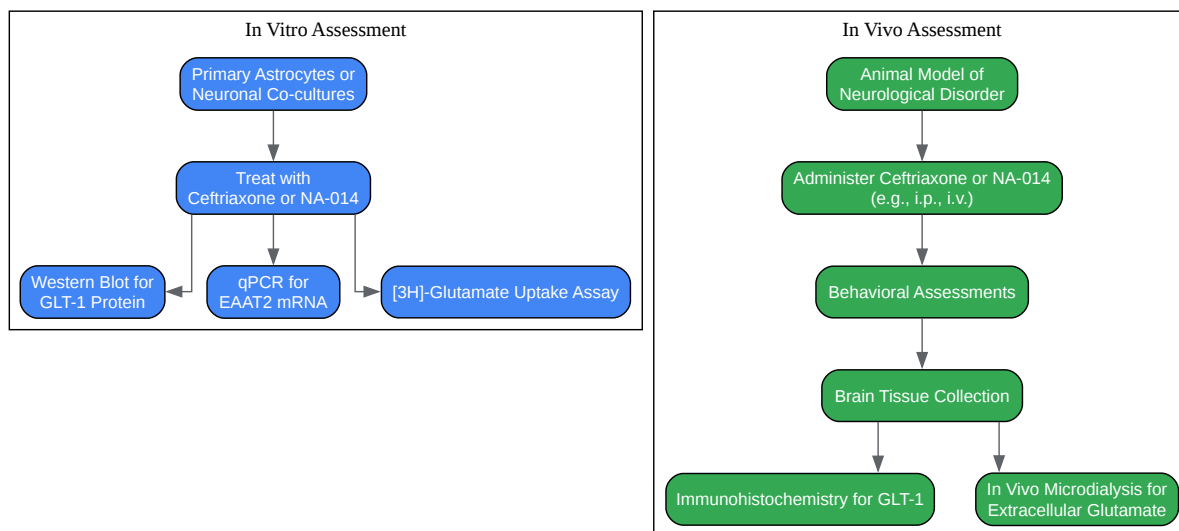 In Vitro Assessment
Primary Astrocytes or
Neuronal Co-cultures
Treat with
Ceftriaxone or NA-014
Western Blot for
GLT-1 Protein
qPCR for
EAAT2 mRNA
[3H]-Glutamate Uptake Assay
In Vivo Assessment
Animal Model of
Neurological Disorder
Administer Ceftriaxone or NA-014
(e.g., i.p., i.v.)
Behavioral Assessments
Brain Tissue Collection
Immunohistochemistry for GLT-1
In Vivo Microdialysis for
Extracellular Glutamate